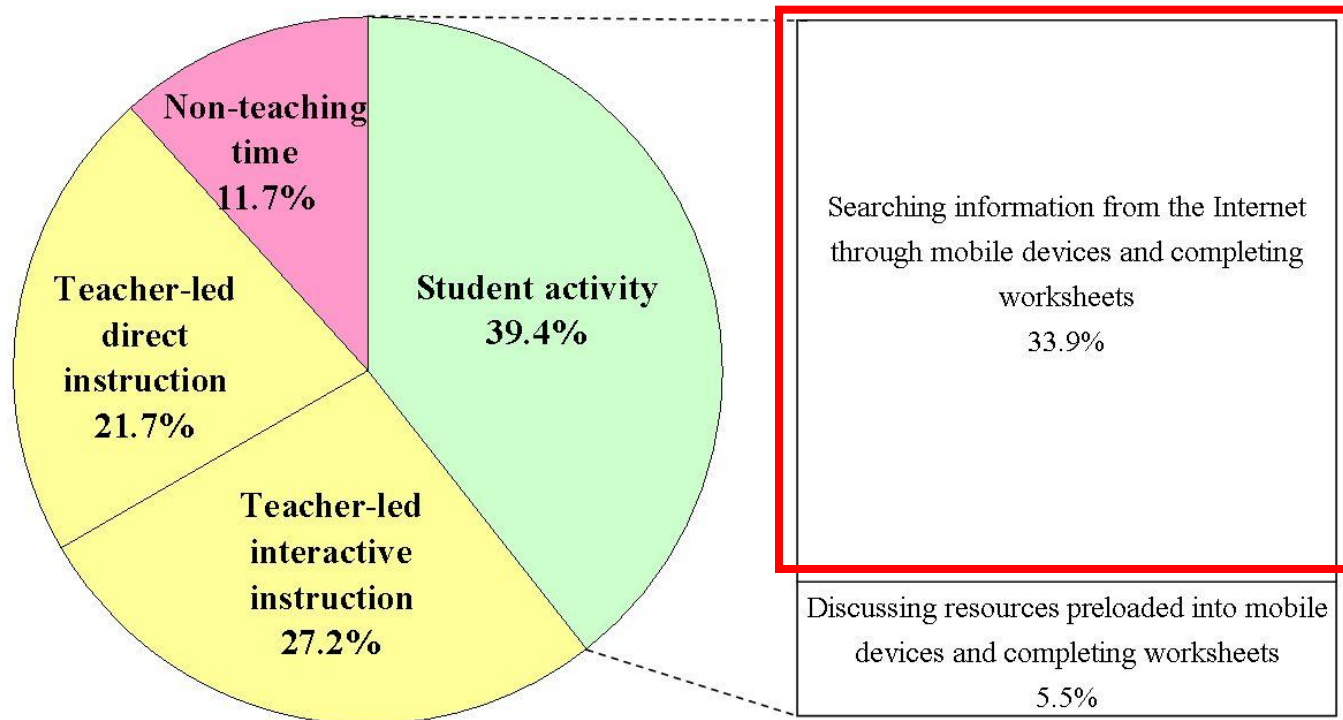 Non-teaching
time
11.7%
Student activity
39.4%
Teacher-led
direct
instruction
21.7%
Teacher-led
interactive
instruction
27.2%
Searching information from the Internet
through mobile devices and completing
worksheets
33.9%
Discussing resources preloaded into mobile
devices and completing worksheets
5.5%